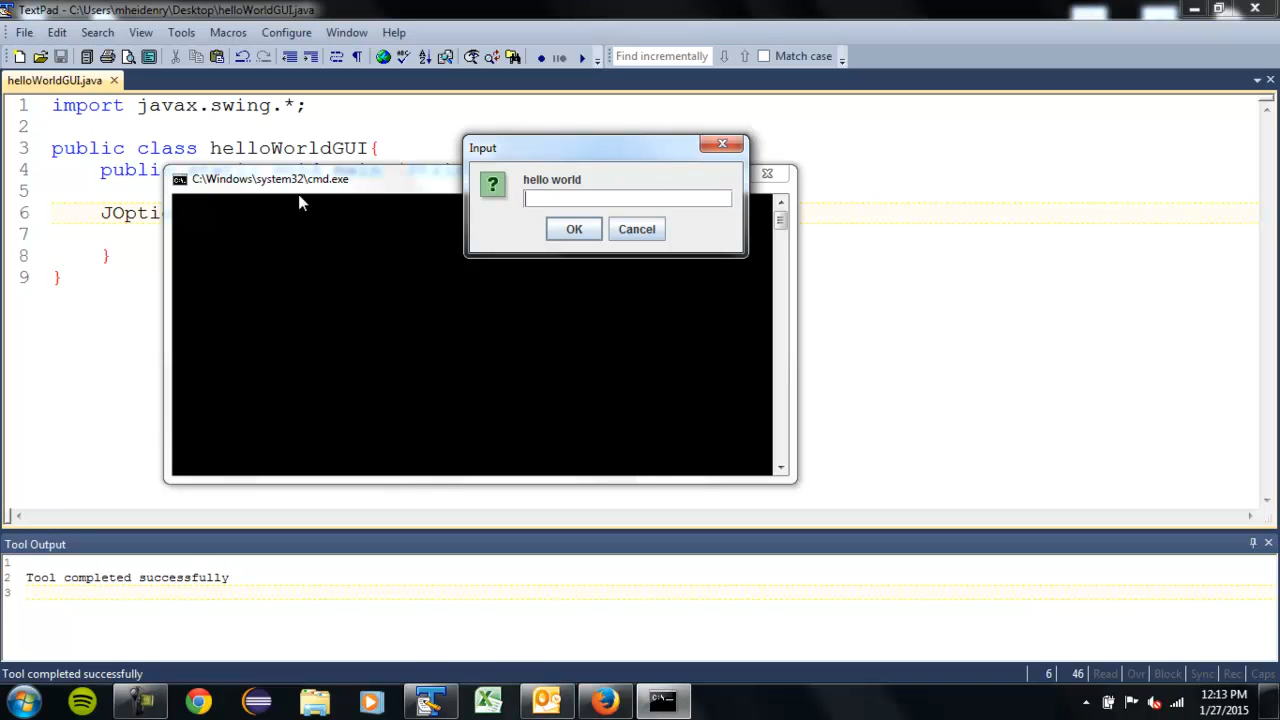 TextPad - C:\Users\mheidenry\Desktop\helloWorldGUI.java
File Edit Search View Tools Macros Configure Window Help
Find incrementally Match case
helloWorldGUI.java
1 import javax.swing.*;
2
3 public class helloWorldGUI{
4 publi
5
6 JOpti
7
8 }
9 }
C:\Windows\system32\cmd.exe
Input
hello world
OK Cancel
Tool Output
1
2 Tool completed successfully
3
Tool completed successfully 6 46 Read Ovr Block Sync Rec Caps
12:13 PM
1/27/2015